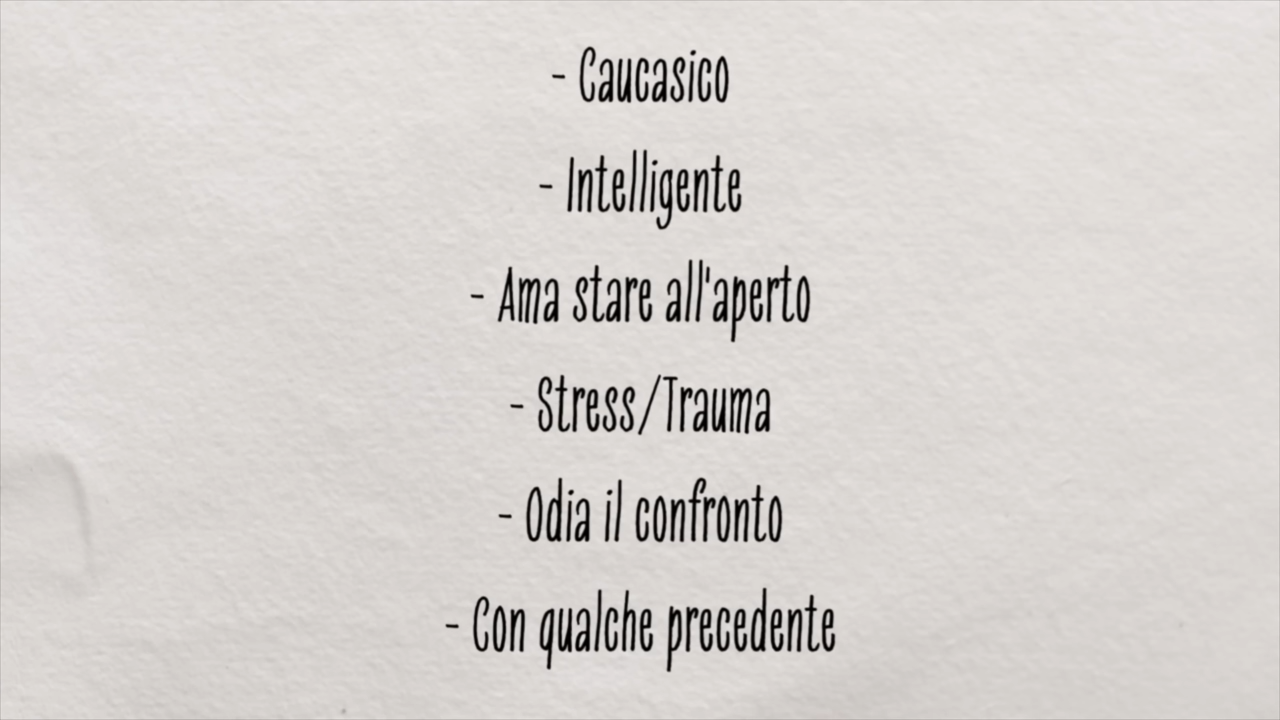 - Caucasico
- Intelligente
- Ama stare all'aperto
- Stress/Trauma
- Odia il confronto
- Con qualche precedente